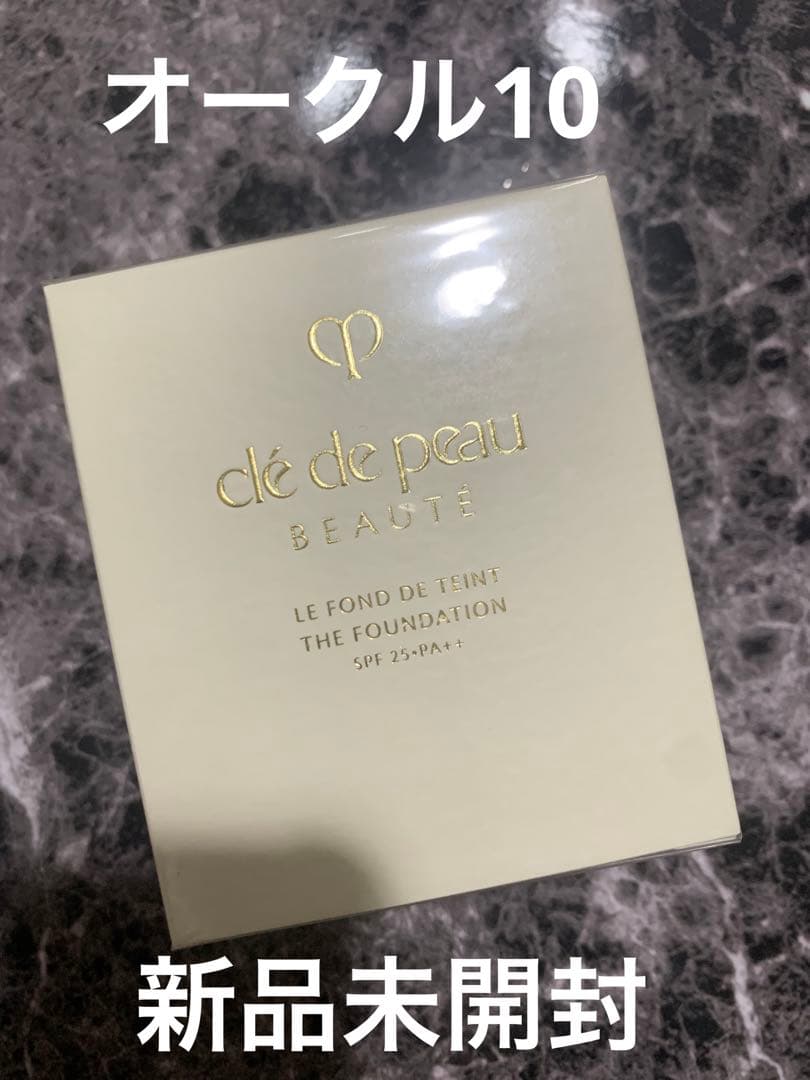 オークル10
clé de peau
BEAUTÉ
LE FOND DE TEINT
THE FOUNDATION
SPF 25•PA++
新品未開封